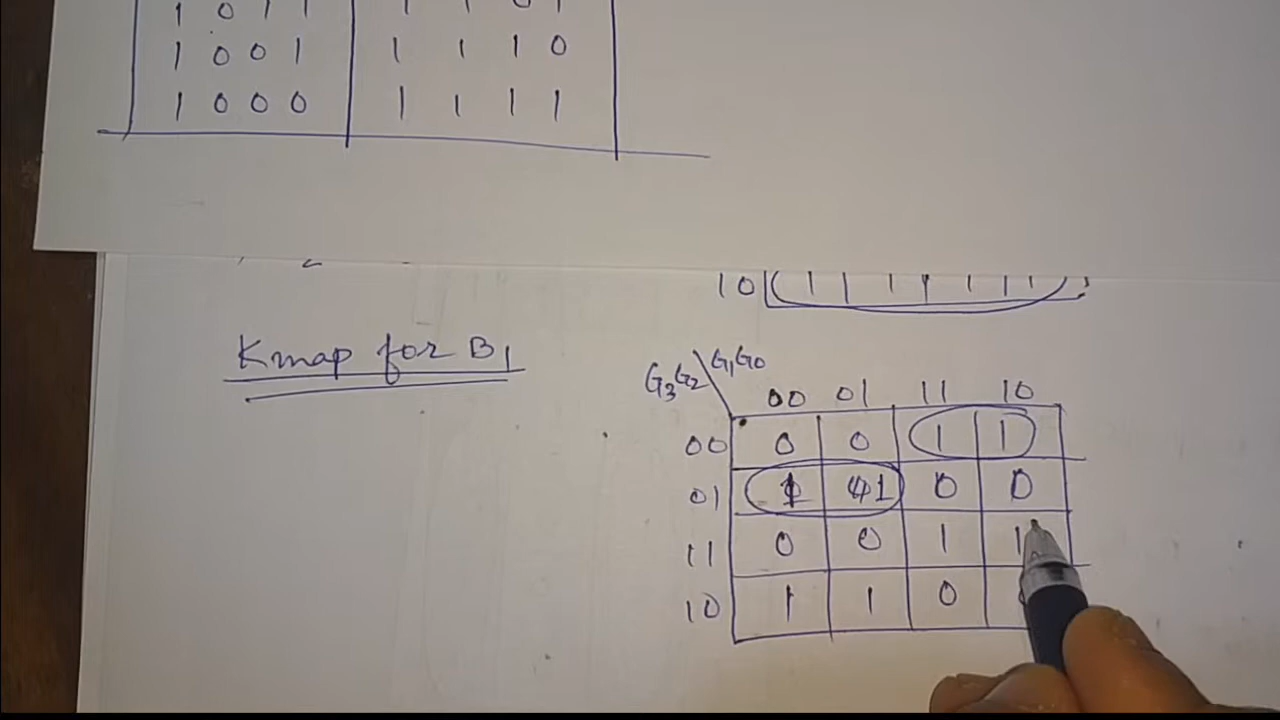 1 0 1 1 1 1 0 1
1 0 0 1 1 1 1 0
1 0 0 0 1 1 1 1
10 1 1 1 1
Kmap for B1
G3G2 G1G0
00 01 11 10
00 0 0 1 1
01 1 1 0 0
11 0 0 1 1
10 1 1 0